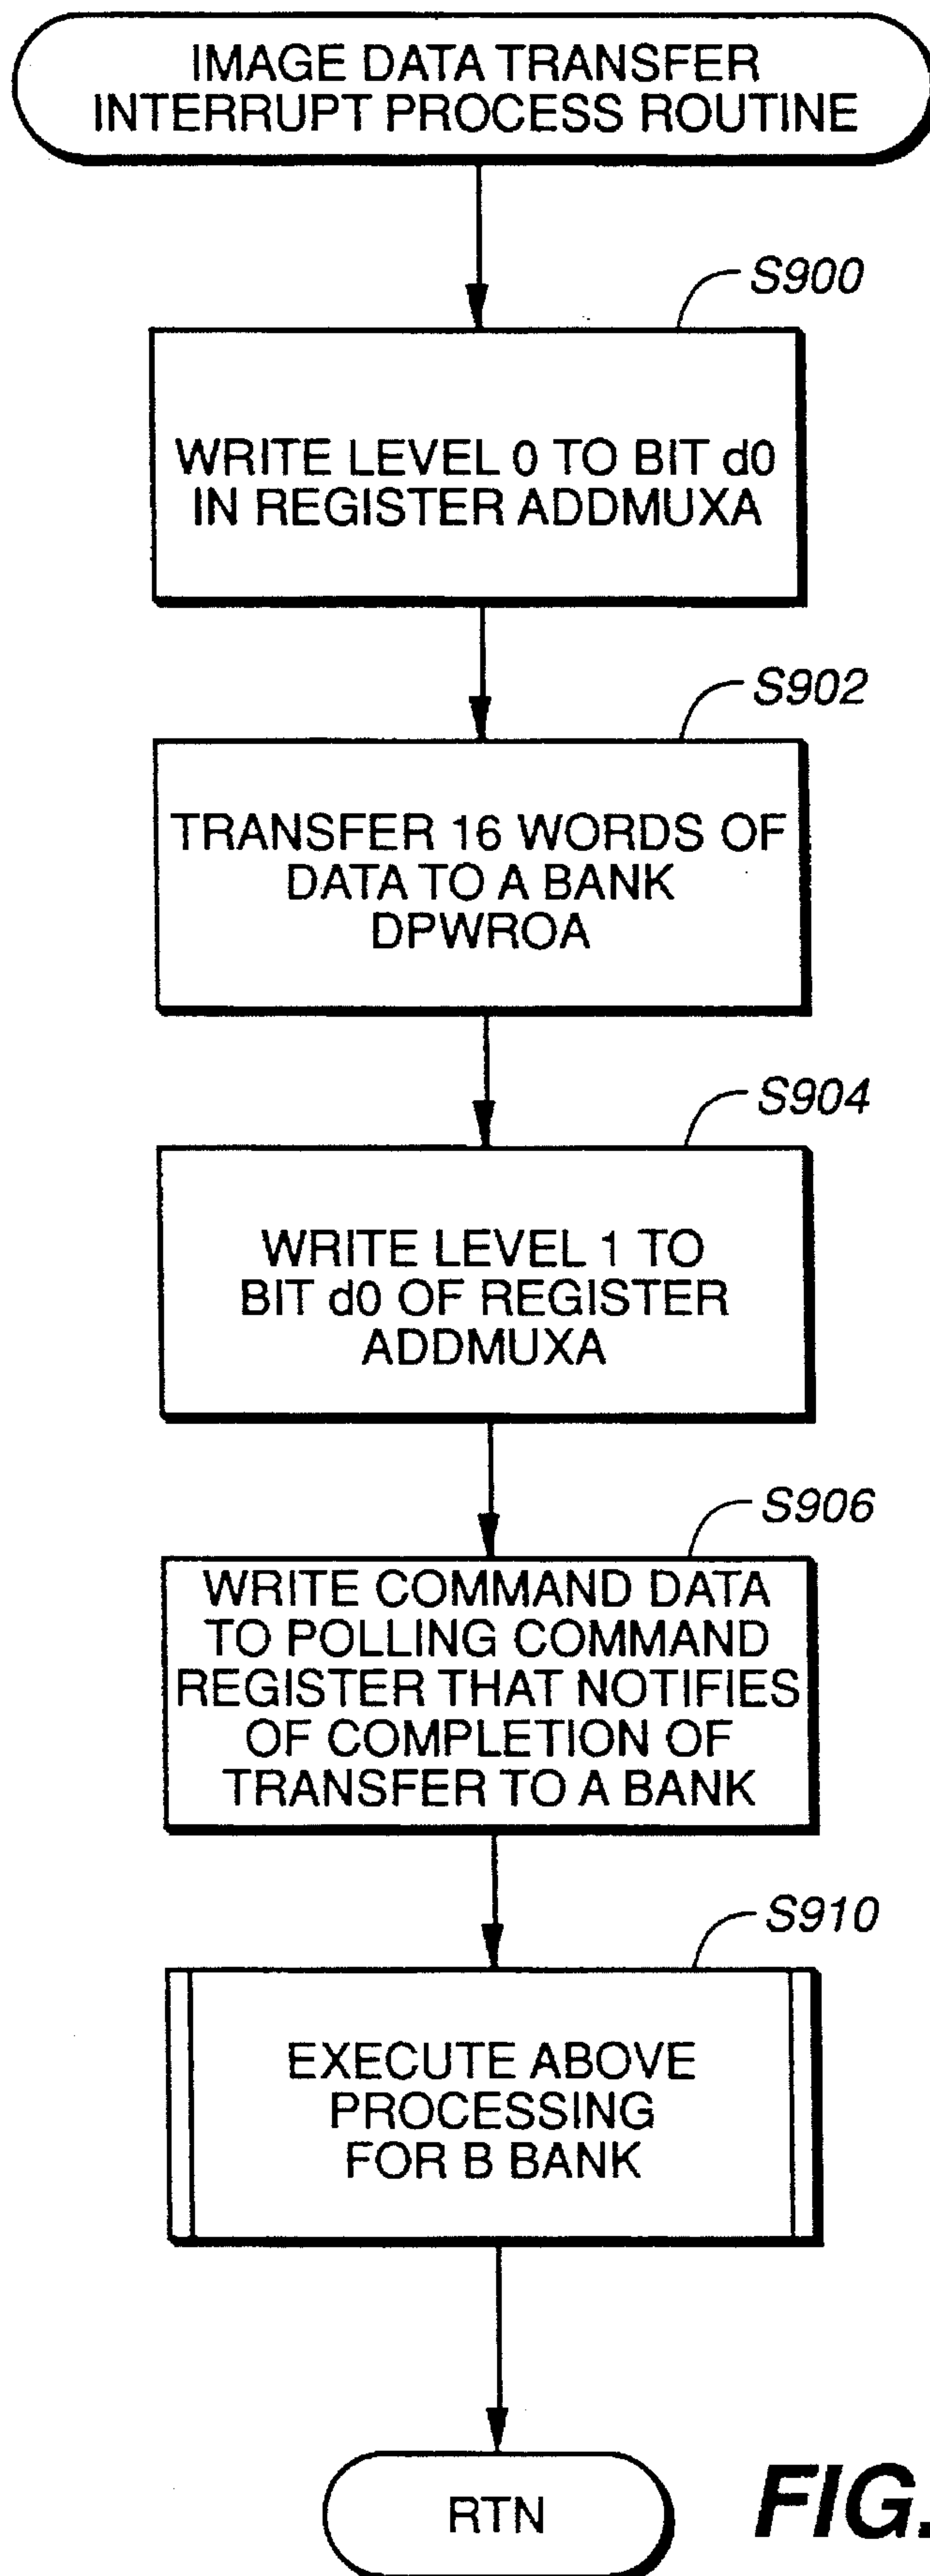 IMAGE DATA TRANSFER
INTERRUPT PROCESS ROUTINE
S900
WRITE LEVEL 0 TO BIT d0
IN REGISTER ADDMUXA
S902
TRANSFER 16 WORDS OF
DATA TO A BANK
DPWROA
S904
WRITE LEVEL 1 TO
BIT d0 OF REGISTER
ADDMUXA
S906
WRITE COMMAND DATA
TO POLLING COMMAND
REGISTER THAT NOTIFIES
OF COMPLETION OF
TRANSFER TO A BANK
S910
EXECUTE ABOVE
PROCESSING
FOR B BANK
RTN
FIG.